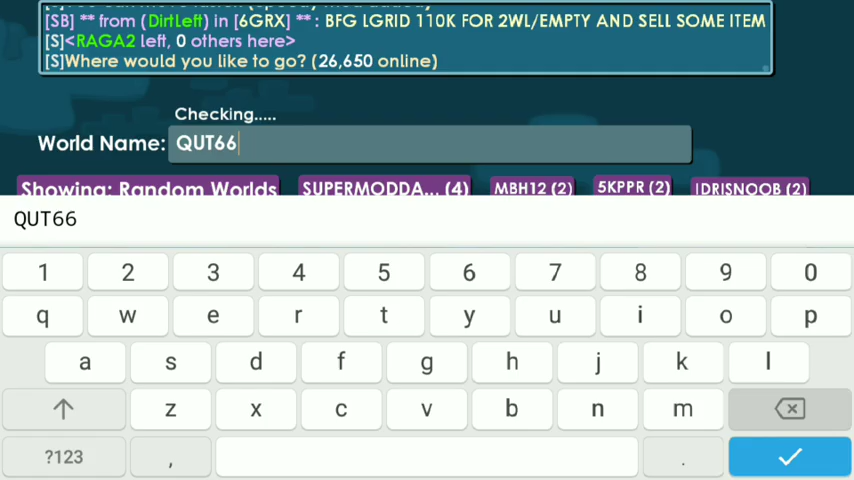 [SB] ** from (DirtLeft) in [6GRX] ** : BFG LGRID 110K FOR 2WL/EMPTY AND SELL SOME ITEM
[S]<RAGA2 left, 0 others here>
[S]Where would you like to go? (26,650 online)
Checking.....
World Name: QUT66
Showing: Random Worlds SUPERMODDA... (4) MBH12 (2) 5KPPR (2) IDRISNOOB (2)
QUT66
1 2 3 4 5 6 7 8 9 0
q w e r t y u i o p
a s d f g h j k l
z x c v b n m
?123 , .